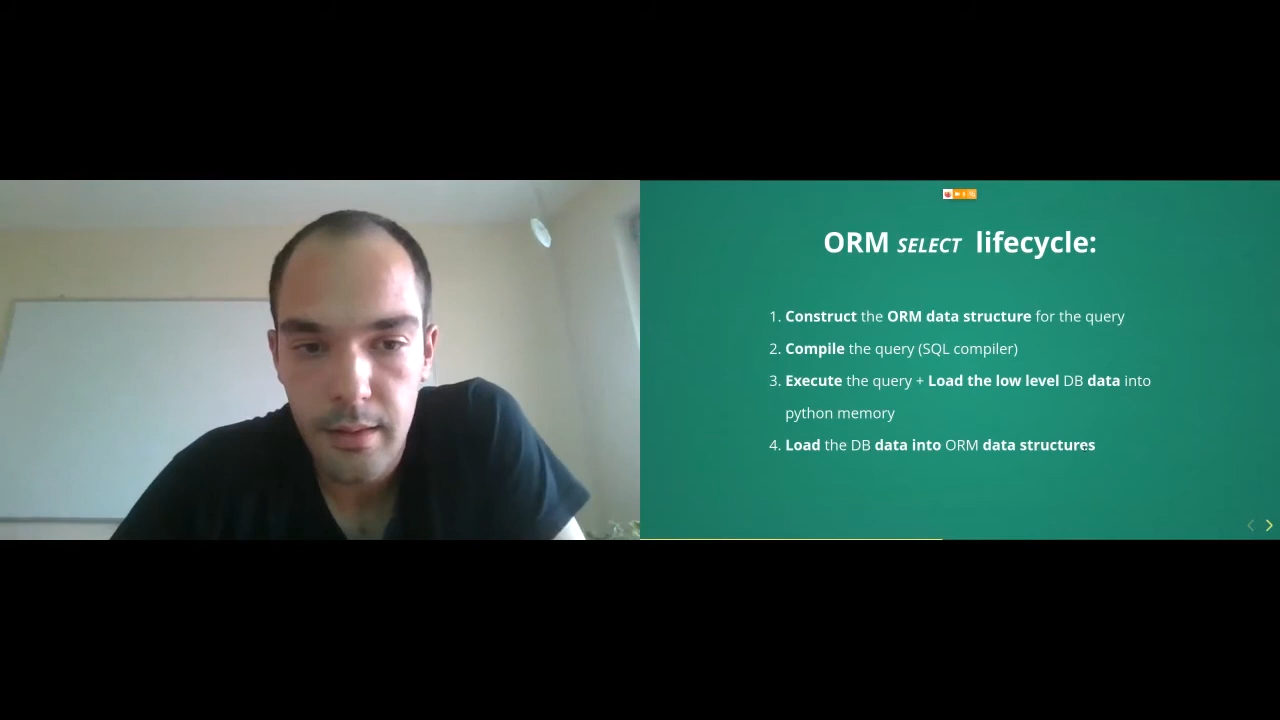 ORM SELECT lifecycle:
1. Construct the ORM data structure for the query
2. Compile the query (SQL compiler)
3. Execute the query + Load the low level DB data into
python memory
4. Load the DB data into ORM data structures